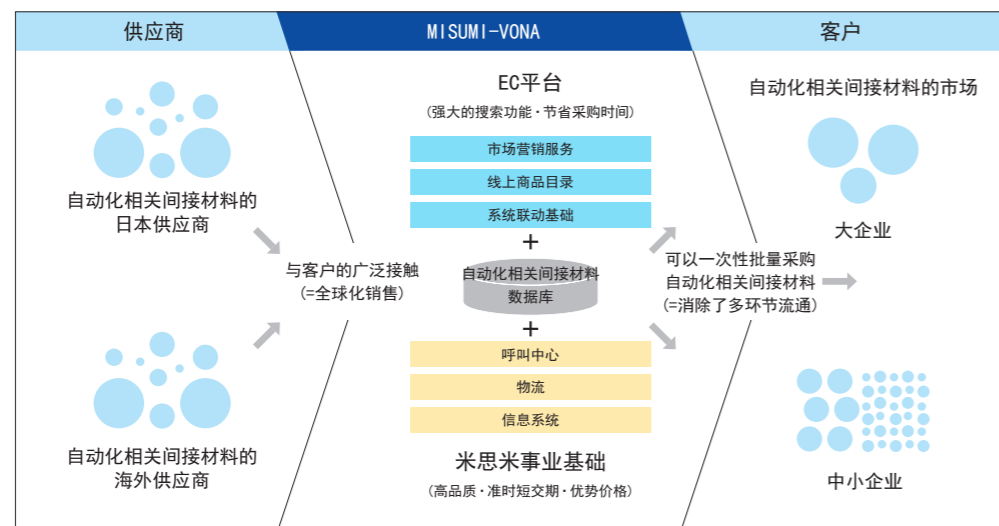 供应商
MISUMI-VONA
客户
自动化相关间接材料的
日本供应商
自动化相关间接材料的
海外供应商
与客户的广泛接触
(=全球化销售)
EC平台
(强大的搜索功能·节省采购时间)
市场营销服务
线上商品目录
系统联动基础
+
自动化相关间接材料
数据库
+
呼叫中心
物流
信息系统
米思米事业基础
(高品质·准时短交期·优势价格)
可以一次性批量采购
自动化相关间接材料
(=消除了多环节流通)
自动化相关间接材料的市场
大企业
中小企业